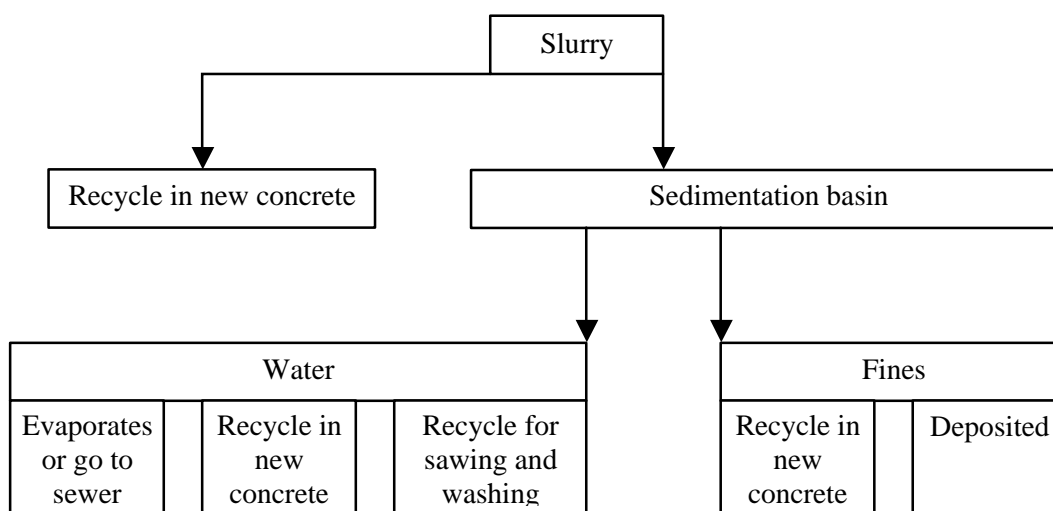 Slurry
Recycle in new concrete
Sedimentation basin
Water
Fines
Evaporates
or go to
sewer
Recycle in
new
concrete
Recycle for
sawing and
washing
Recycle in
new
concrete
Deposited